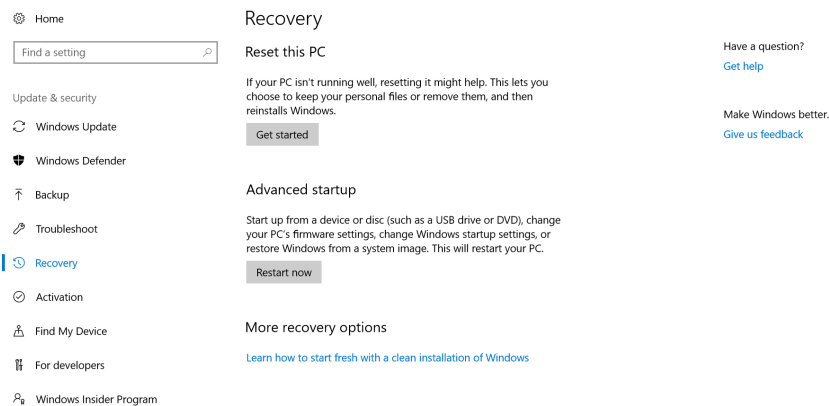 Home
Find a setting
Update & security
Windows Update
Windows Defender
Backup
Troubleshoot
Recovery
Activation
Find My Device
For developers
Windows Insider Program
Recovery
Reset this PC
If your PC isn't running well, resetting it might help. This lets you
choose to keep your personal files or remove them, and then
reinstalls Windows.
Get started
Advanced startup
Start up from a device or disc (such as a USB drive or DVD), change
your PC's firmware settings, change Windows startup settings, or
restore Windows from a system image. This will restart your PC.
Restart now
More recovery options
Learn how to start fresh with a clean installation of Windows
Have a question?
Get help
Make Windows better.
Give us feedback